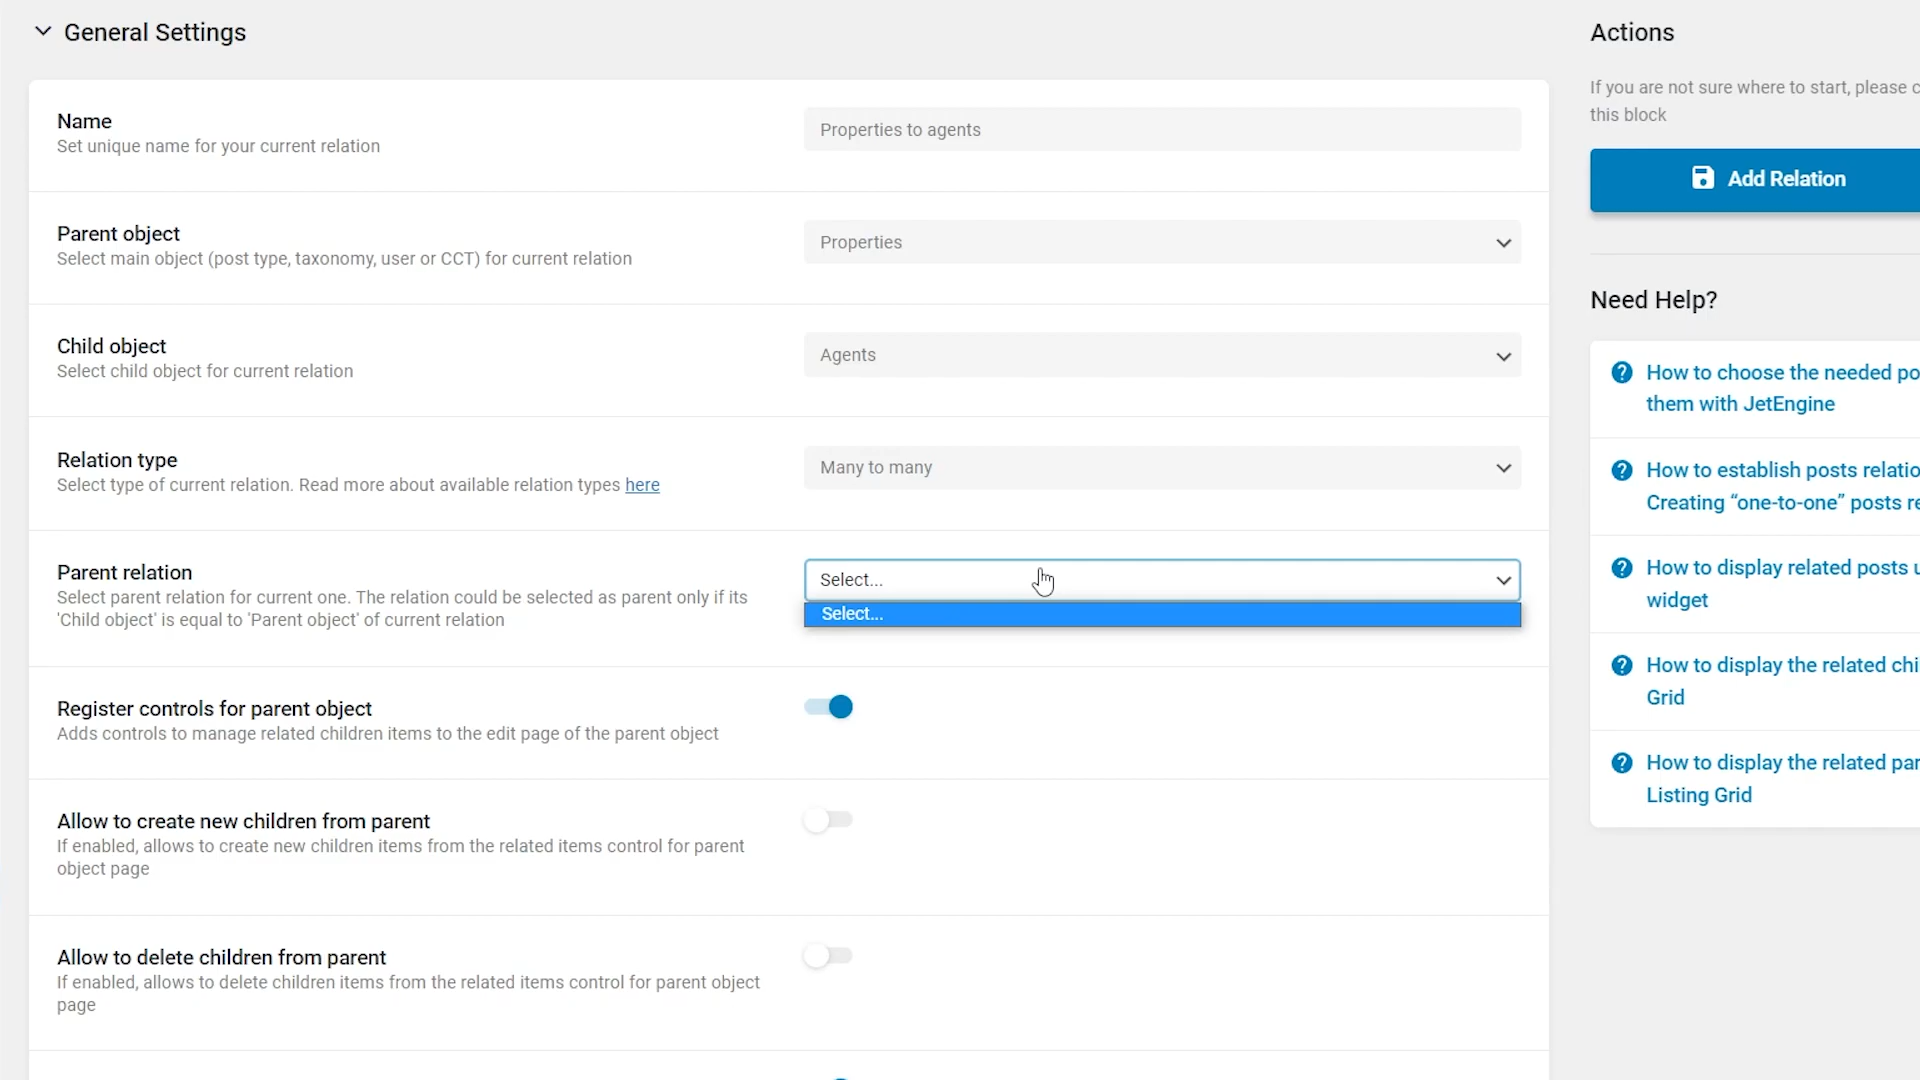 General Settings
Name
Set unique name for your current relation
Properties to agents
Parent object
Select main object (post type, taxonomy, user or CCT) for current relation
Properties
Child object
Select child object for current relation
Agents
Relation type
Select type of current relation. Read more about available relation types here
Many to many
Parent relation
Select parent relation for current one. The relation could be selected as parent only if its
'Child object' is equal to 'Parent object' of current relation
Select...
Select...
Register controls for parent object
Adds controls to manage related children items to the edit page of the parent object
Allow to create new children from parent
If enabled, allows to create new children items from the related items control for parent
object page
Allow to delete children from parent
If enabled, allows to delete children items from the related items control for parent object
page
Actions
If you are not sure where to start, please
this block
Add Relation
Need Help?
How to choose the needed
them with JetEngine
How to establish posts
Creating “one-to-one” posts
How to display related posts
widget
How to display the related
Grid
How to display the related
Listing Grid